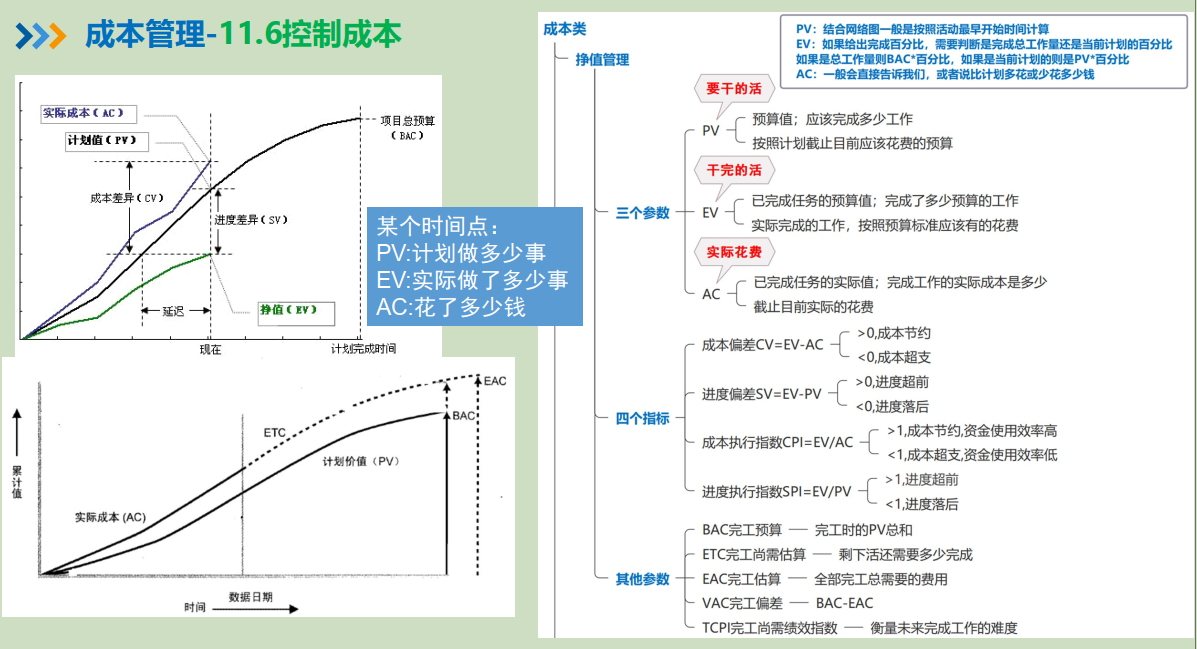 成本管理-11.6控制成本
实际成本（AC）
计划值（PV）
项目总预算
（BAC）
成本差异（CV）
进度差异（SV）
延迟
挣值（EV）
现在
计划完成时间
某个时间点：
PV:计划做多少事
EV:实际做了多少事
AC:花了多少钱
EAC
BAC
ETC
计划价值（PV）
实际成本 (AC)
累计值
数据日期
时间
成本类
挣值管理
PV：结合网络图一般是按照活动最早开始时间计算
EV：如果给出完成百分比，需要判断是完成总工作量还是当前计划的百分比
如果是总工作量则BAC*百分比，如果是当前计划的则是PV*百分比
AC：一般会直接告诉我们，或者说比计划多花或少花多少钱
三个参数
要干的活
PV
预算值；应该完成多少工作
按照计划截止目前应该花费的预算
干完的活
EV
已完成任务的预算值；完成了多少预算的工作
实际完成的工作，按照预算标准应该有的花费
实际花费
AC
已完成任务的实际值；完成工作的实际成本是多少
截止目前实际的花费
四个指标
成本偏差CV=EV-AC
>0,成本节约
<0,成本超支
进度偏差SV=EV-PV
>0,进度超前
<0,进度落后
成本执行指数CPI=EV/AC
>1,成本节约,资金使用效率高
<1,成本超支,资金使用效率低
进度执行指数SPI=EV/PV
>1,进度超前
<1,进度落后
其他参数
BAC完工预算 — 完工时的PV总和
ETC完工尚需估算 — 剩下活还需要多少完成
EAC完工估算 — 全部完工总需要的费用
VAC完工偏差 — BAC-EAC
TCPI完工尚需绩效指数 — 衡量未来完成工作的难度